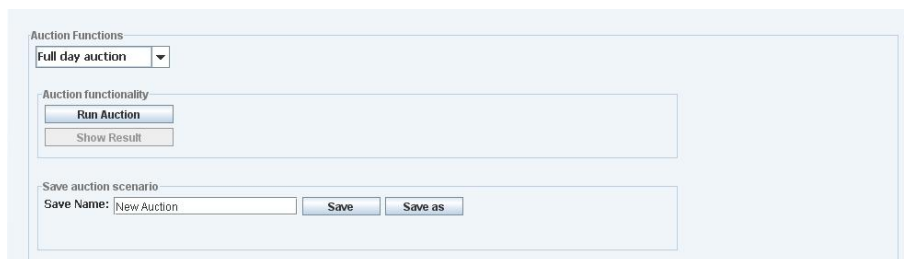 Auction Functions
Full day auction
Auction functionality
Run Auction
Show Result
Save auction scenario
Save Name: New Auction Save Save as